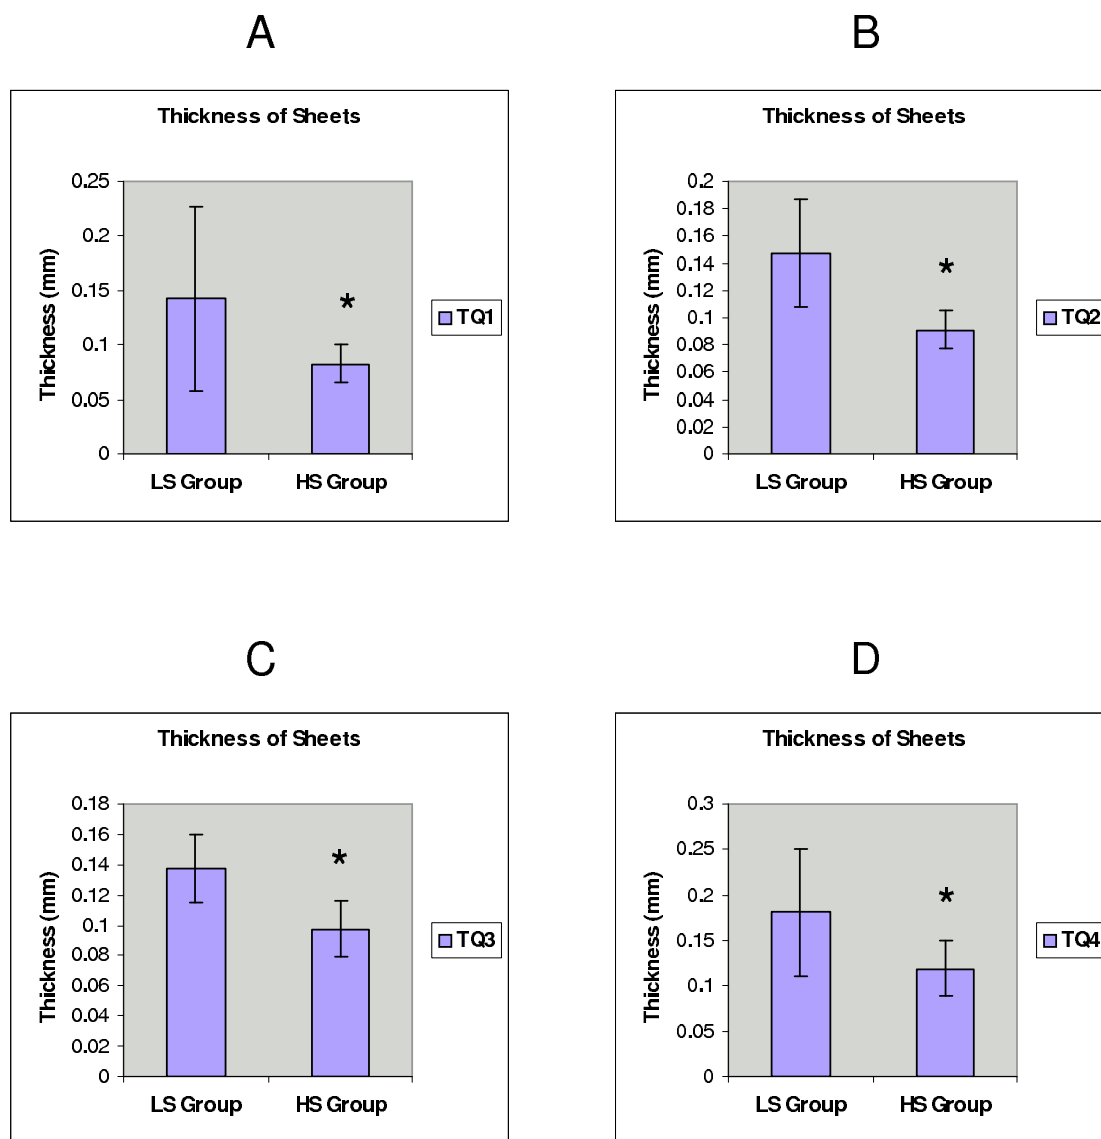 A
Thickness of Sheets
0.25
0.2
0.15
0.1
0.05
0
Thickness (mm)
*
LS Group
HS Group
TQ1
B
Thickness of Sheets
0.2
0.18
0.16
0.14
0.12
0.1
0.08
0.06
0.04
0.02
0
Thickness (mm)
*
LS Group
HS Group
TQ2
C
Thickness of Sheets
0.18
0.16
0.14
0.12
0.1
0.08
0.06
0.04
0.02
0
Thickness (mm)
*
LS Group
HS Group
TQ3
D
Thickness of Sheets
0.3
0.25
0.2
0.15
0.1
0.05
0
Thickness (mm)
*
LS Group
HS Group
TQ4